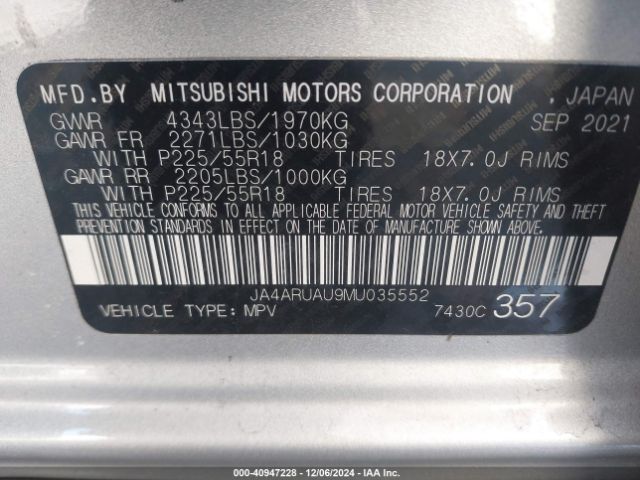 MFD.BY MITSUBISHI MOTORS CORPORATION , JAPAN
GVWR 4343LBS/1970KG SEP 2021
GAWR FR 2271LBS/1030KG
WITH P225/55R18 TIRES 18X7.0J RIMS
GAWR RR 2205LBS/1000KG
WITH P225/55R18 TIRES 18X7.0J RIMS
THIS VEHICLE CONFORMS TO ALL APPLICABLE FEDERAL MOTOR VEHICLE SAFETY AND THEFT
PREVENTION STANDARDS IN EFFECT ON THE DATE OF MANUFACTURE SHOWN ABOVE.
JA4ARUAU9MU035552
VEHICLE TYPE: MPV 7430C 357
000-40947228 - 12/06/2024 - IAA Holdings, LLC